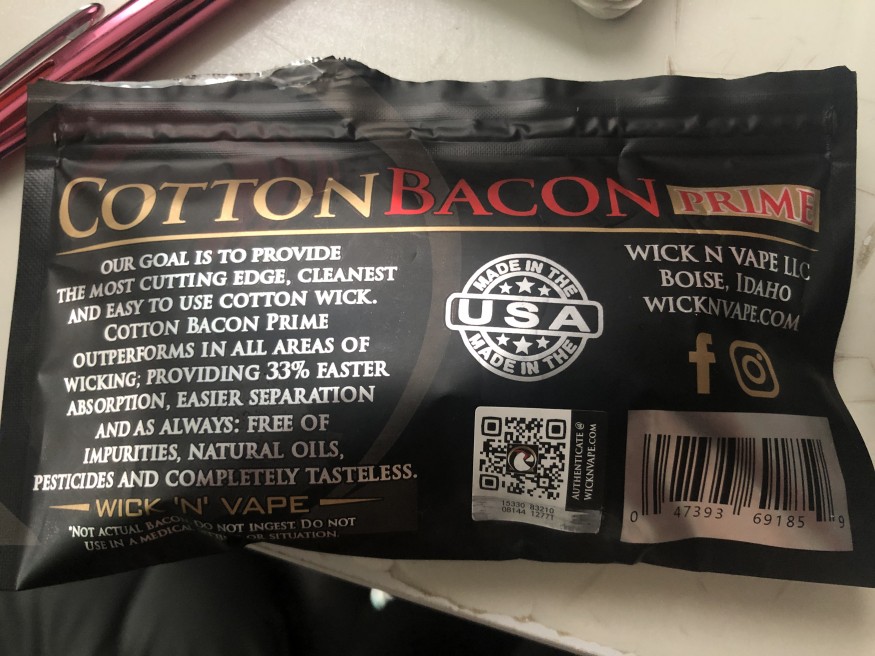 COTTON BACON PRIME
OUR GOAL IS TO PROVIDE
THE MOST CUTTING EDGE, CLEANEST
AND EASY TO USE COTTON WICK.
COTTON BACON PRIME
OUTPERFORMS IN ALL AREAS OF
WICKING; PROVIDING 33% FASTER
ABSORPTION, EASIER SEPARATION
AND AS ALWAYS: FREE OF
IMPURITIES, NATURAL OILS,
PESTICIDES AND COMPLETELY TASTELESS.
WICK 'N' VAPE
*NOT ACTUAL BACON DO NOT INGEST. DO NOT
USE IN A MEDICAL OR SITUATION.
MADE IN THE
USA
MADE IN THE
WICK N VAPE LLC
BOISE, IDAHO
WICKNVAPE.COM
AUTHENTICATE @
WICKNVAPE.COM
15330 83210
08144 12771
0 47393 69185 9